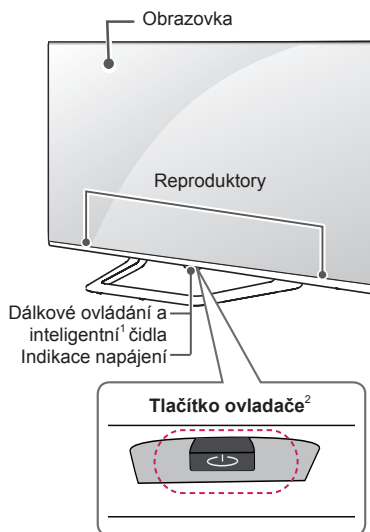 Obrazovka
Reproduktory
Dálkové ovládání a
inteligentní¹ čidla
Indikace napájení
Tlačítko ovladače²